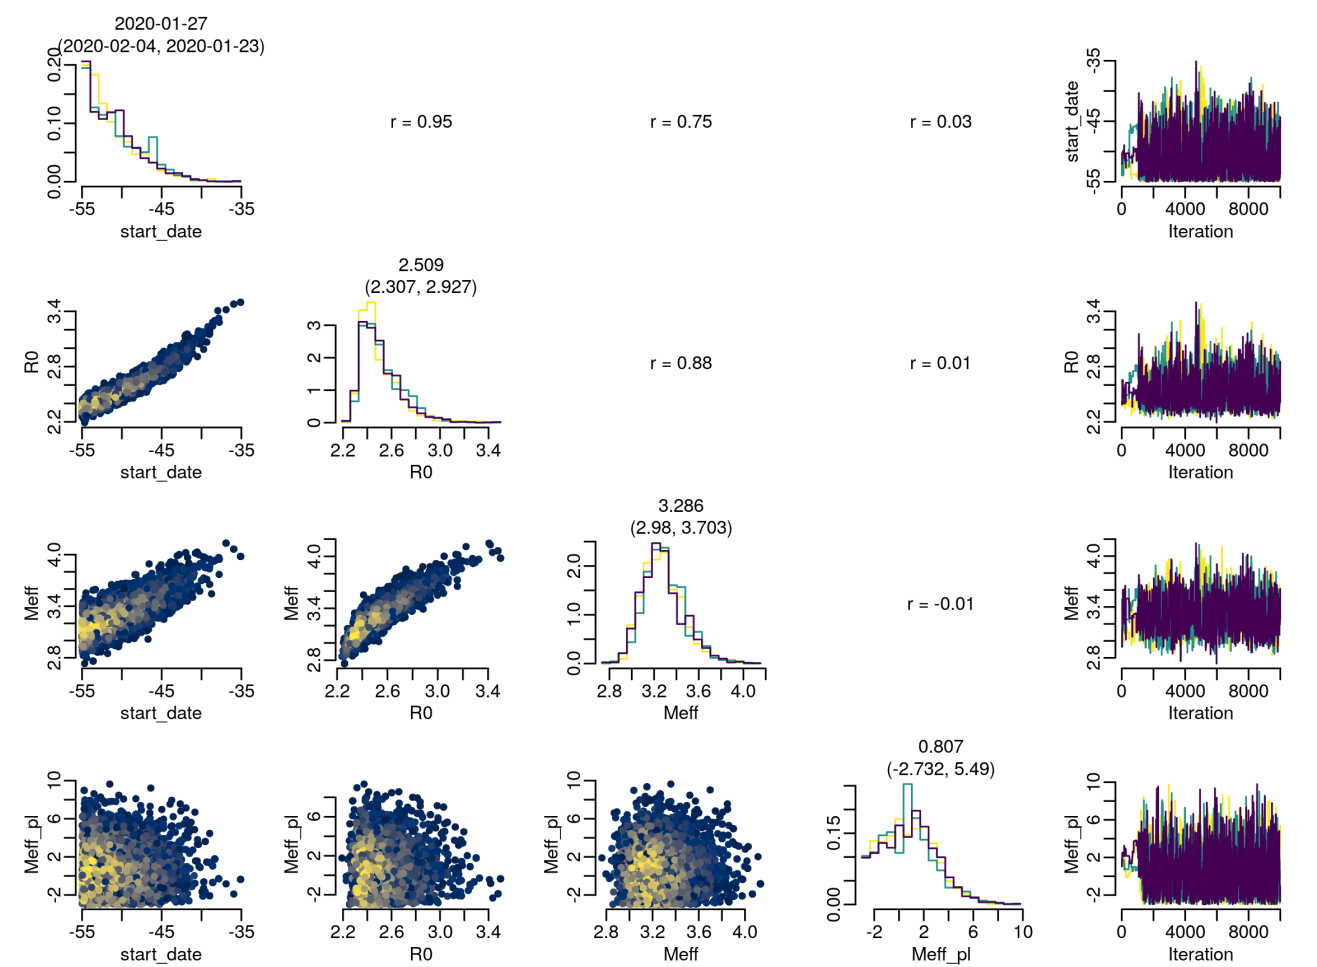 2020-01-27
(2020-02-04, 2020-01-23)
0.00 0.10 0.20
-55 -45 -35
start_date
r = 0.95
r = 0.75
r = 0.03
start_date
-55 -45 -35
0 4000 8000
Iteration
R0
2.2 2.8 3.4
-55 -45 -35
start_date
2.509
(2.307, 2.927)
0 1 2 3
2.2 2.6 3.0 3.4
R0
r = 0.88
r = 0.01
R0
2.2 2.8 3.4
0 4000 8000
Iteration
Meff
2.8 3.4 4.0
-55 -45 -35
start_date
Meff
2.8 3.4 4.0
2.2 2.6 3.0 3.4
R0
3.286
(2.98, 3.703)
0.0 1.0 2.0
2.8 3.2 3.6 4.0
Meff
r = -0.01
Meff
2.8 3.4 4.0
0 4000 8000
Iteration
Meff_pl
-2 2 6 10
-55 -45 -35
start_date
Meff_pl
-2 2 6
2.2 2.6 3.0 3.4
R0
Meff_pl
-2 2 6 10
2.8 3.2 3.6 4.0
Meff
0.807
(-2.732, 5.49)
0.00 0.15
-2 2 6 10
Meff_pl
Meff_pl
-2 2 6 10
0 4000 8000
Iteration